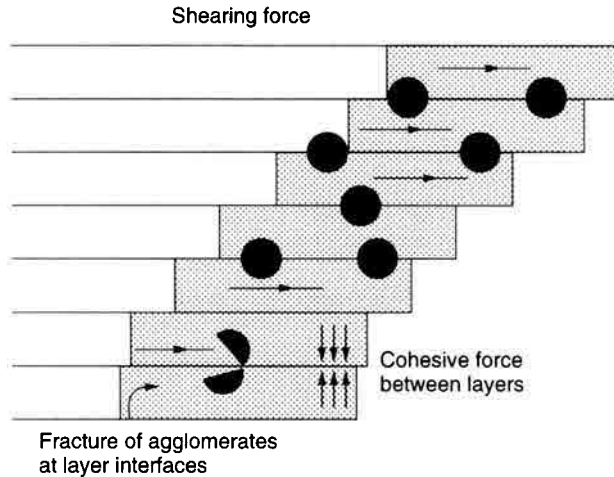 Shearing force
Cohesive force
between layers
Fracture of agglomerates
at layer interfaces